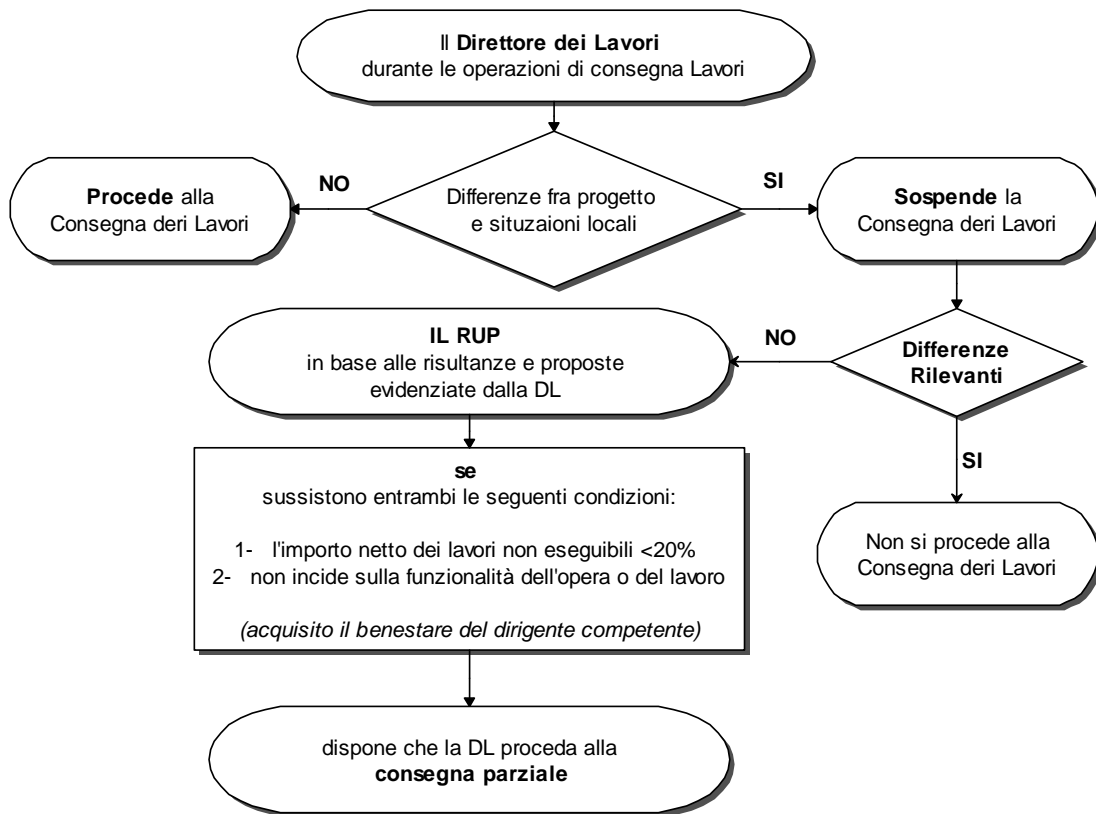 Il Direttore dei Lavori
durante le operazioni di consegna Lavori
NO
SI
Procede alla
Consegna deri Lavori
Differenze fra progetto
e situzaioni locali
Sospende la
Consegna deri Lavori
IL RUP
in base alle risultanze e proposte
evidenziate dalla DL
NO
Differenze
Rilevanti
SI
se
sussistono entrambi le seguenti condizioni:
1- l'importo netto dei lavori non eseguibili <20%
2- non incide sulla funzionalità dell'opera o del lavoro
(acquisito il benestare del dirigente competente)
Non si procede alla
Consegna deri Lavori
dispone che la DL proceda alla
consegna parziale